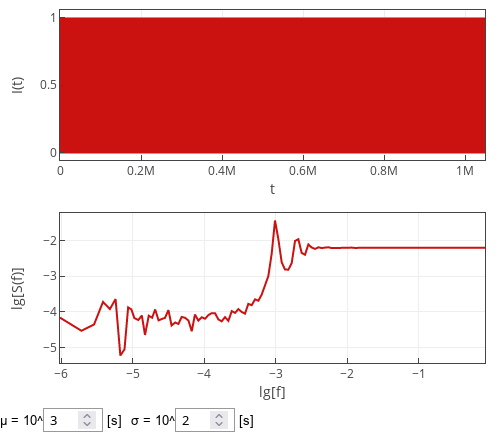 1
0.5
0
I(t)
0 0.2M 0.4M 0.6M 0.8M 1M
t
−2
−3
−4
−5
lg[S(f)]
−6 −5 −4 −3 −2 −1
lg[f]
μ = 10^ 3 [s] σ = 10^ 2 [s]